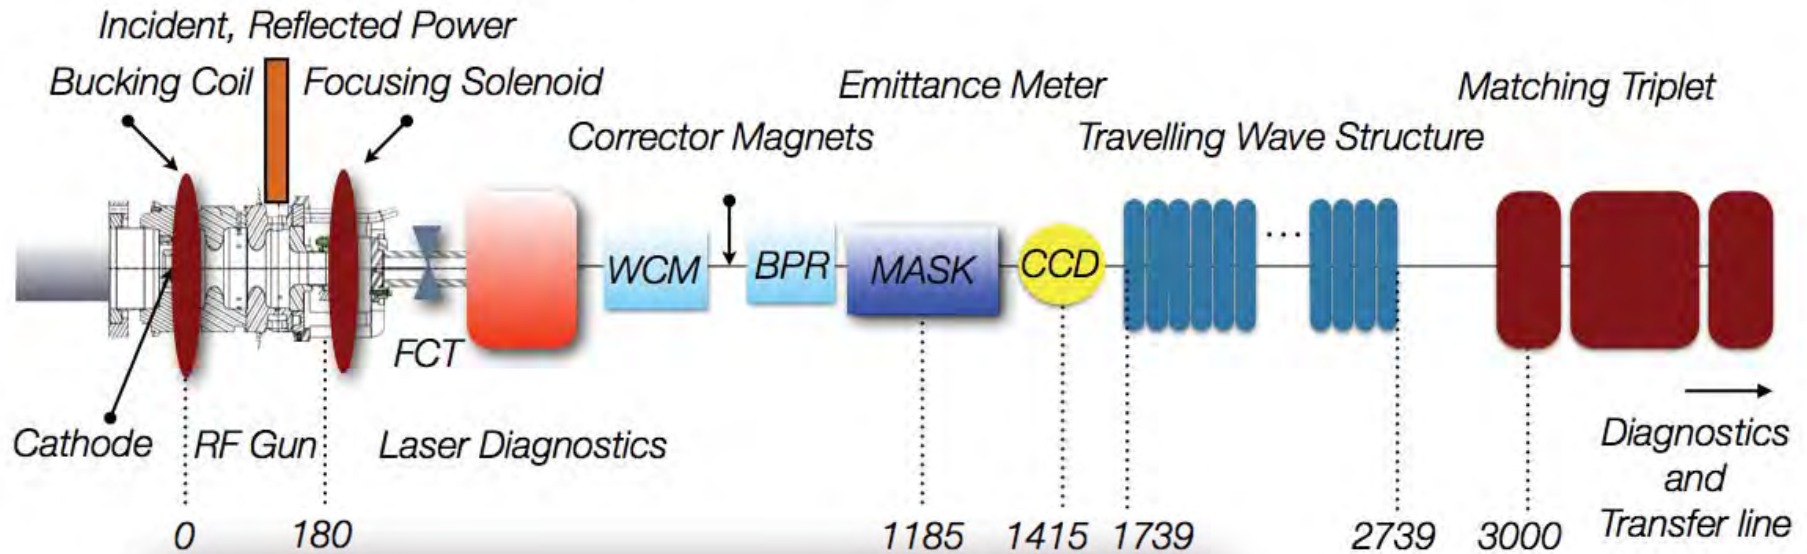 Incident, Reflected Power
Bucking Coil
Focusing Solenoid
Emittance Meter
Matching Triplet
Corrector Magnets
Travelling Wave Structure
WCM
BPR
MASK
CCD
...
FCT
Cathode
RF Gun
Laser Diagnostics
Diagnostics
and
Transfer line
0
180
1185
1415
1739
2739
3000